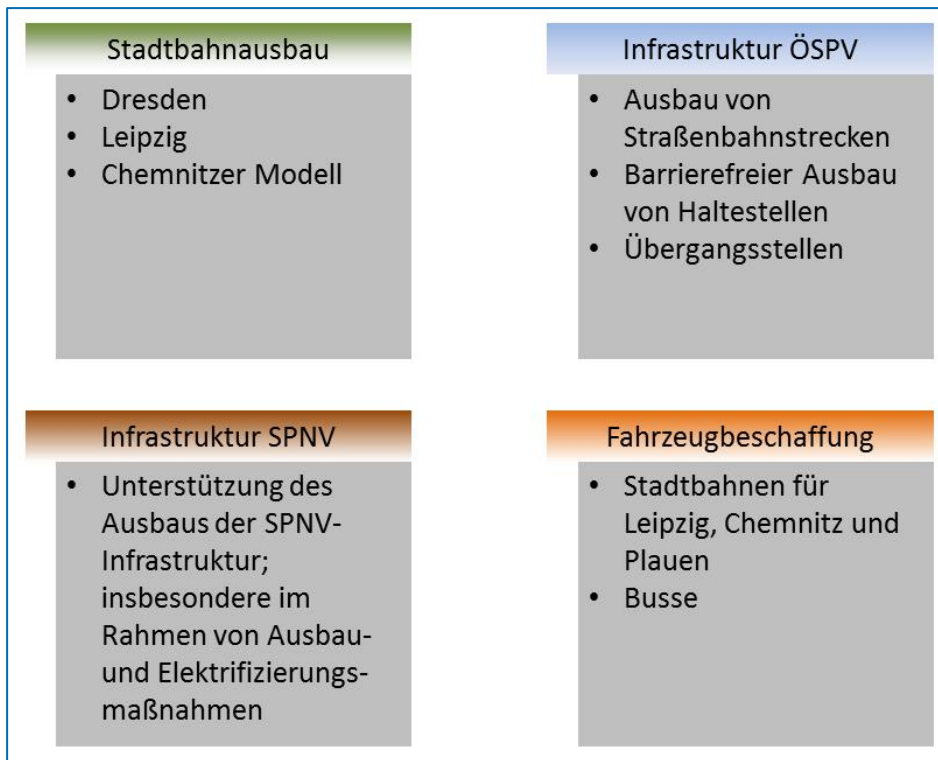 Stadtbahnausbau
• Dresden
• Leipzig
• Chemnitzer Modell
Infrastruktur ÖSPV
• Ausbau von
Straßenbahnstrecken
• Barrierefreier Ausbau
von Haltestellen
• Übergangsstellen
Infrastruktur SPNV
• Unterstützung des
Ausbaus der SPNV-
Infrastruktur;
insbesondere im
Rahmen von Ausbau-
und Elektrifizierungs-
maßnahmen
Fahrzeugbeschaffung
• Stadtbahnen für
Leipzig, Chemnitz und
Plauen
• Busse